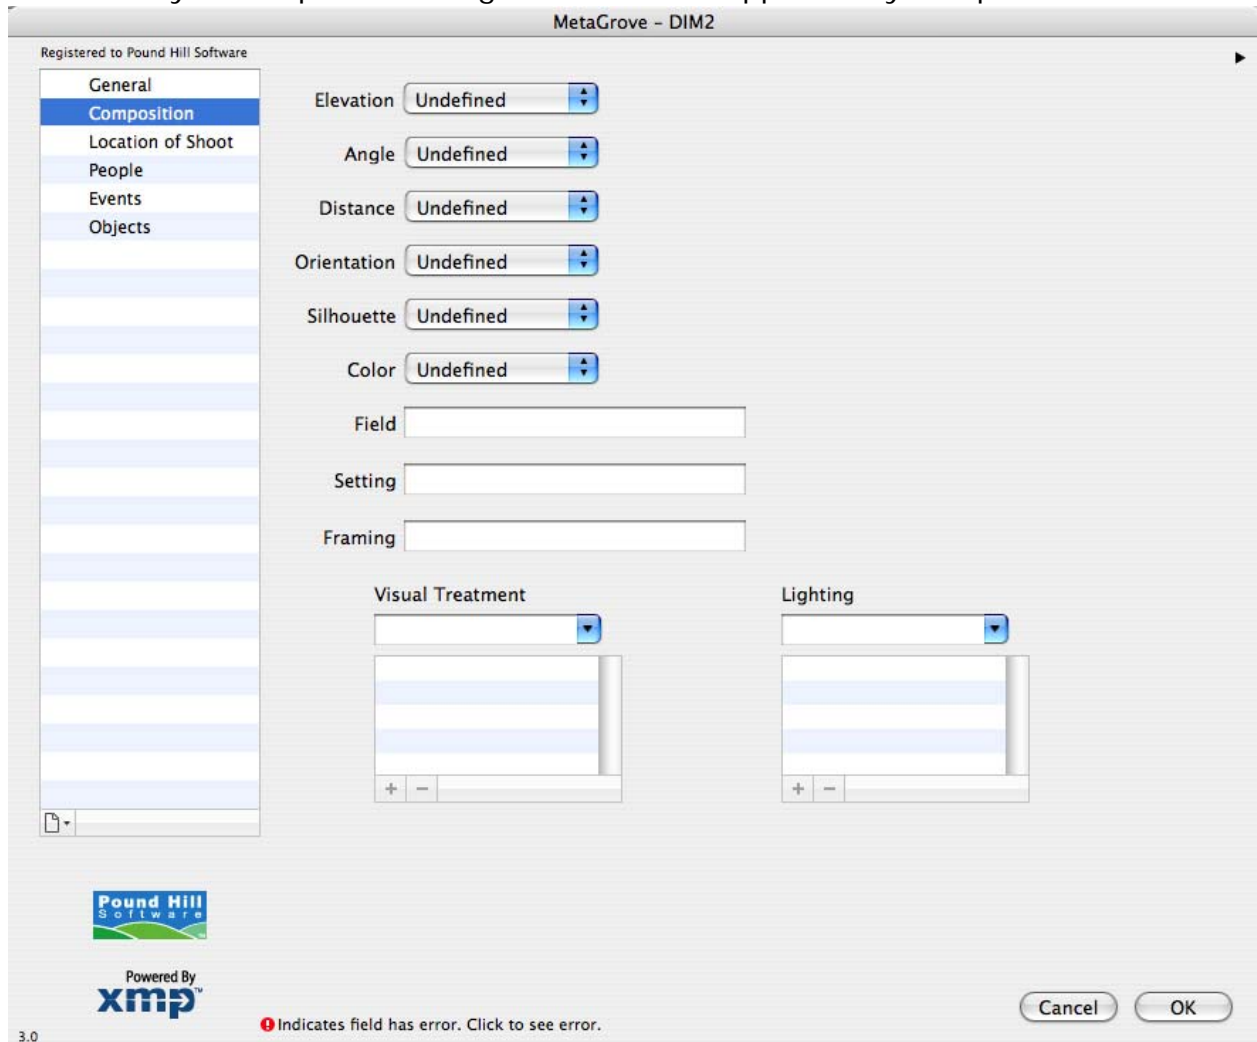 MetaGrove – DIM2
Registered to Pound Hill Software
General
Composition
Location of Shoot
People
Events
Objects
Elevation Undefined
Angle Undefined
Distance Undefined
Orientation Undefined
Silhouette Undefined
Color Undefined
Field
Setting
Framing
Visual Treatment
Lighting
+ −
+ −
Pound Hill
Software
Powered By
xmp™
3.0
Indicates field has error. Click to see error.
Cancel
OK